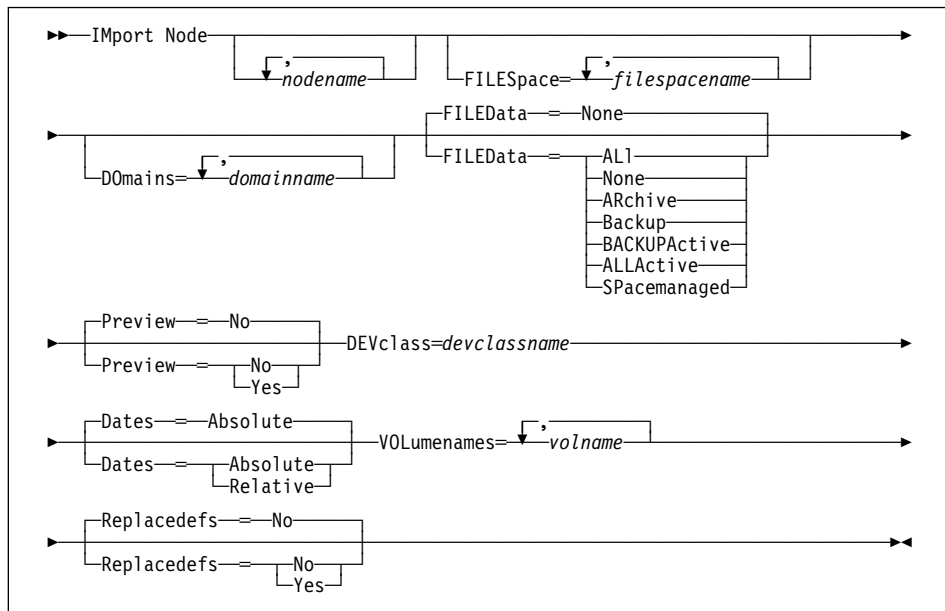 IMport Node
, ,
nodename FILESpace= filespacename
FILEData = None
, FILEData = ALl
DOmains= domainname None
ARchive
Backup
BACKUPActive
ALLActive
SPacemanaged
Preview = No
DEVclass=devclassname
Preview = No
Yes
Dates = Absolute ,
VOLumenames= volname
Dates = Absolute
Relative
Replacedefs = No
Replacedefs = No
Yes